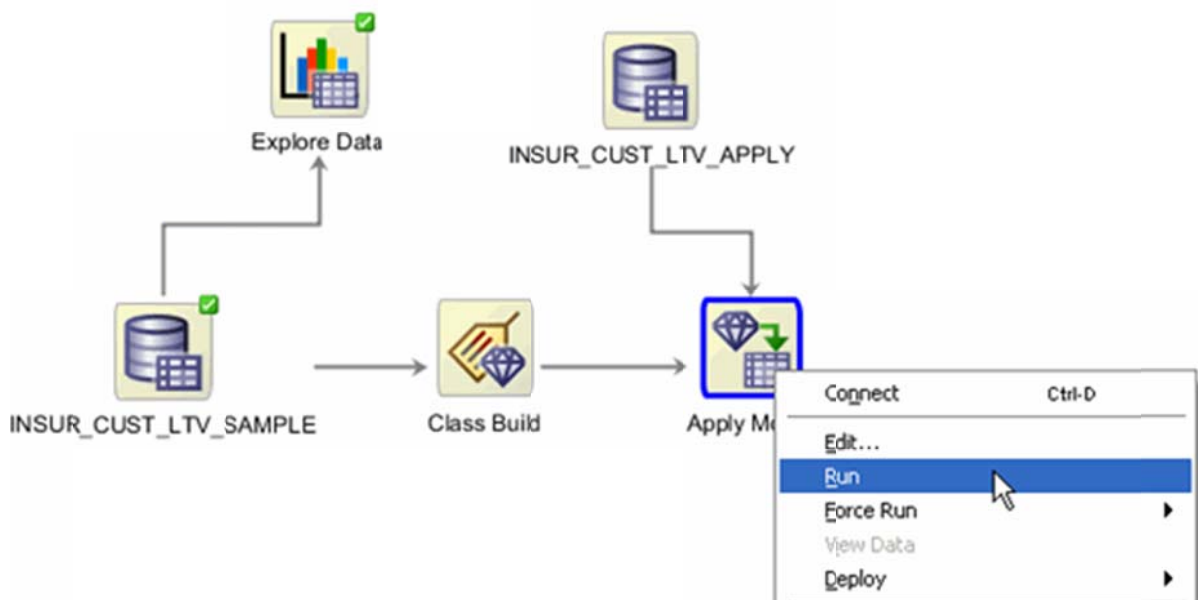 Explore Data
INSUR_CUST_LTV_APPLY
INSUR_CUST_LTV_SAMPLE
Class Build
Apply Mo
Connect Ctrl-D
Edit...
Run
Force Run
View Data
Deploy